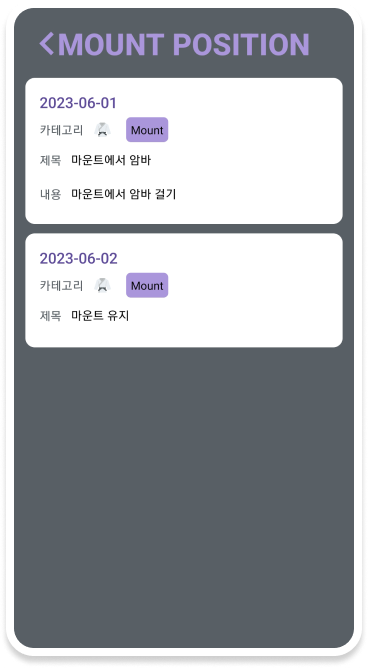 MOUNT POSITION
2023-06-01
카테고리 Mount
제목 마운트에서 암바
내용 마운트에서 암바 걸기
2023-06-02
카테고리 Mount
제목 마운트 유지